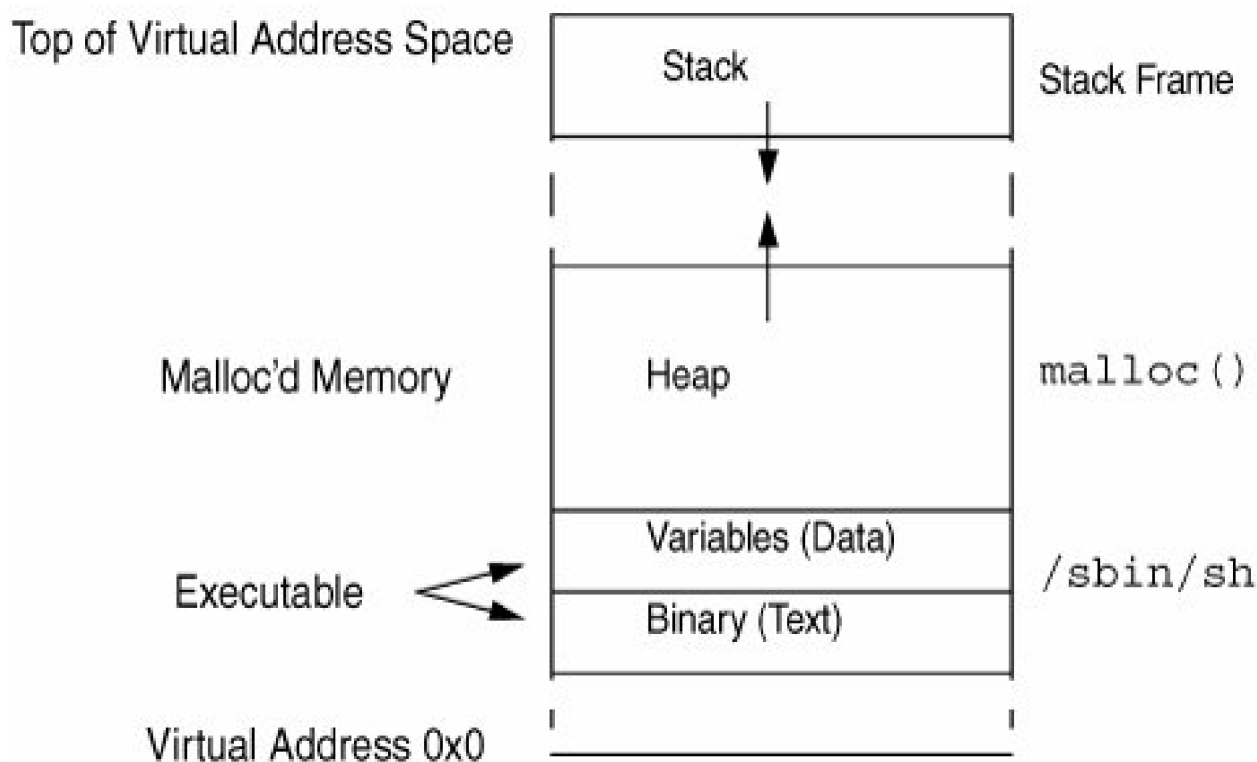 Top of Virtual Address Space
Stack
Stack Frame
Malloc'd Memory
Heap
malloc()
Variables (Data)
Executable
/sbin/sh
Binary (Text)
Virtual Address 0x0